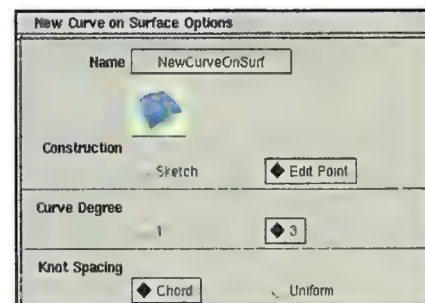 New Curve on Surface Options
Name NewCurveOnSurf
Construction
Sketch Edit Point
Curve Degree
1 3
Knot Spacing
Chord Uniform